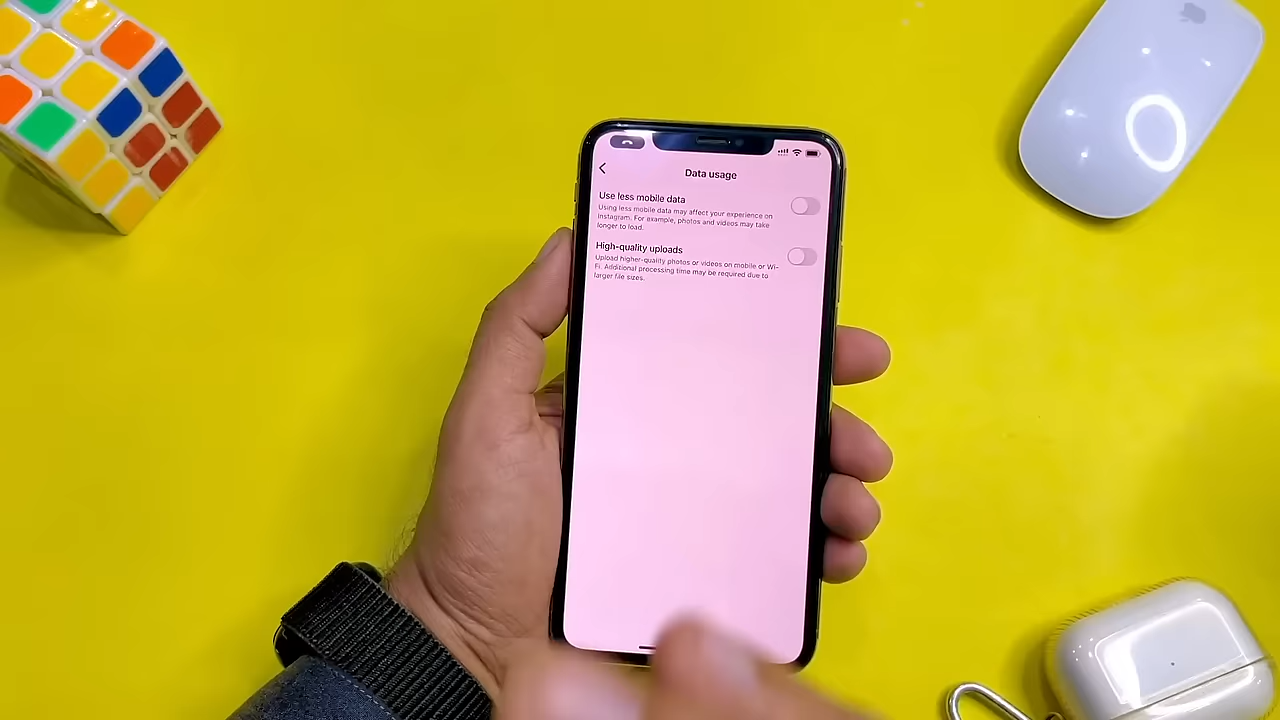 Data usage
Use less mobile data
Using less mobile data may affect your experience on
Instagram. For example, photos and videos may take
longer to load.
High-quality uploads
Upload higher-quality photos or videos on mobile or Wi-
Fi. Additional processing time may be required due to
larger file sizes.